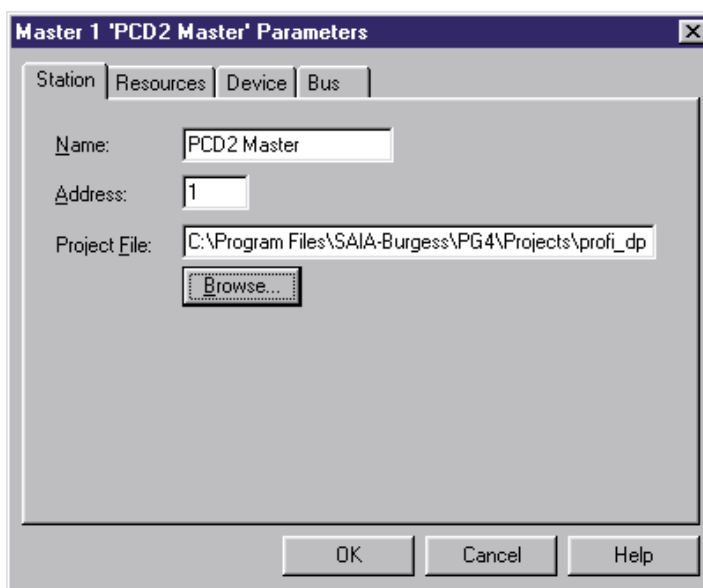 Master 1 'PCD2 Master' Parameters
Station Resources Device Bus
Name: PCD2 Master
Address: 1
Project File: C:\Program Files\SAIA-Burgess\PG4\Projects\profi_dp
Browse...
OK Cancel Help